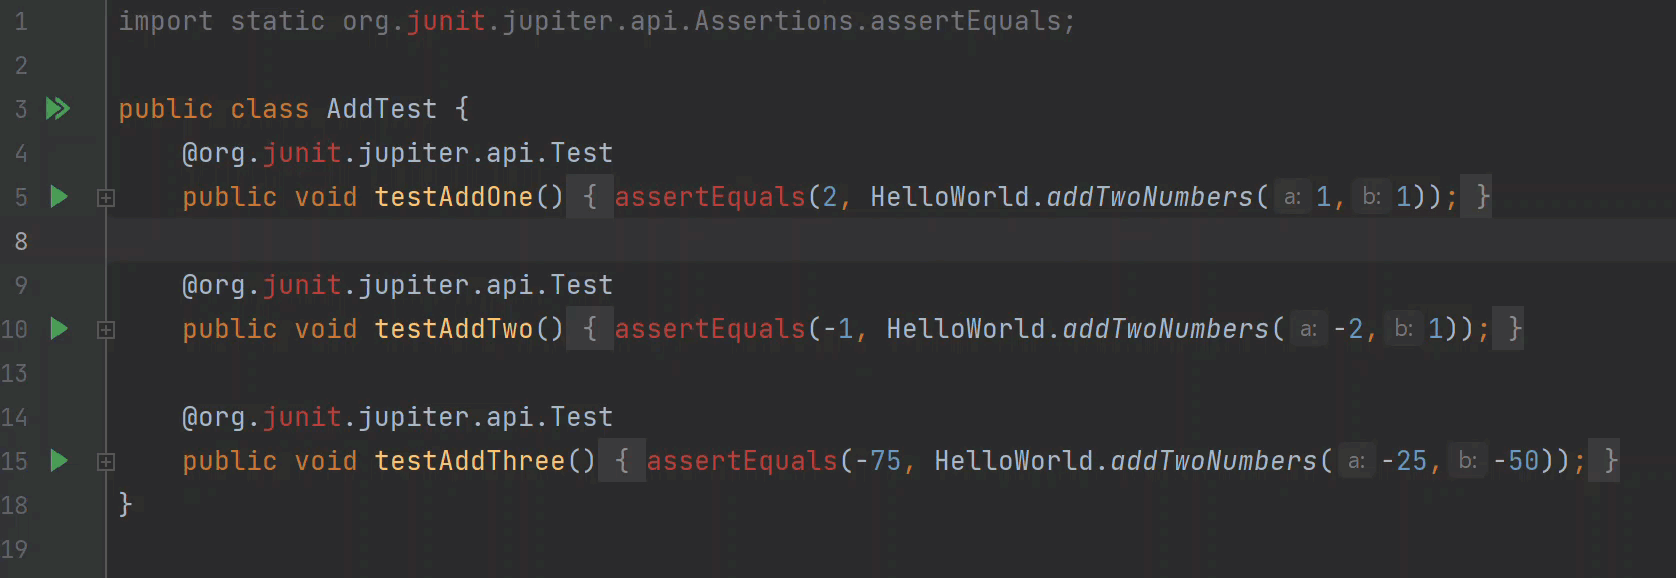 1 import static org.junit.jupiter.api.Assertions.assertEquals;
2
3 public class AddTest {
4 @org.junit.jupiter.api.Test
5 public void testAddOne() { assertEquals(2, HelloWorld.addTwoNumbers( a: 1, b: 1)); }
8
9 @org.junit.jupiter.api.Test
10 public void testAddTwo() { assertEquals(-1, HelloWorld.addTwoNumbers( a: -2, b: 1)); }
13
14 @org.junit.jupiter.api.Test
15 public void testAddThree() { assertEquals(-75, HelloWorld.addTwoNumbers( a: -25, b: -50)); }
18 }
19